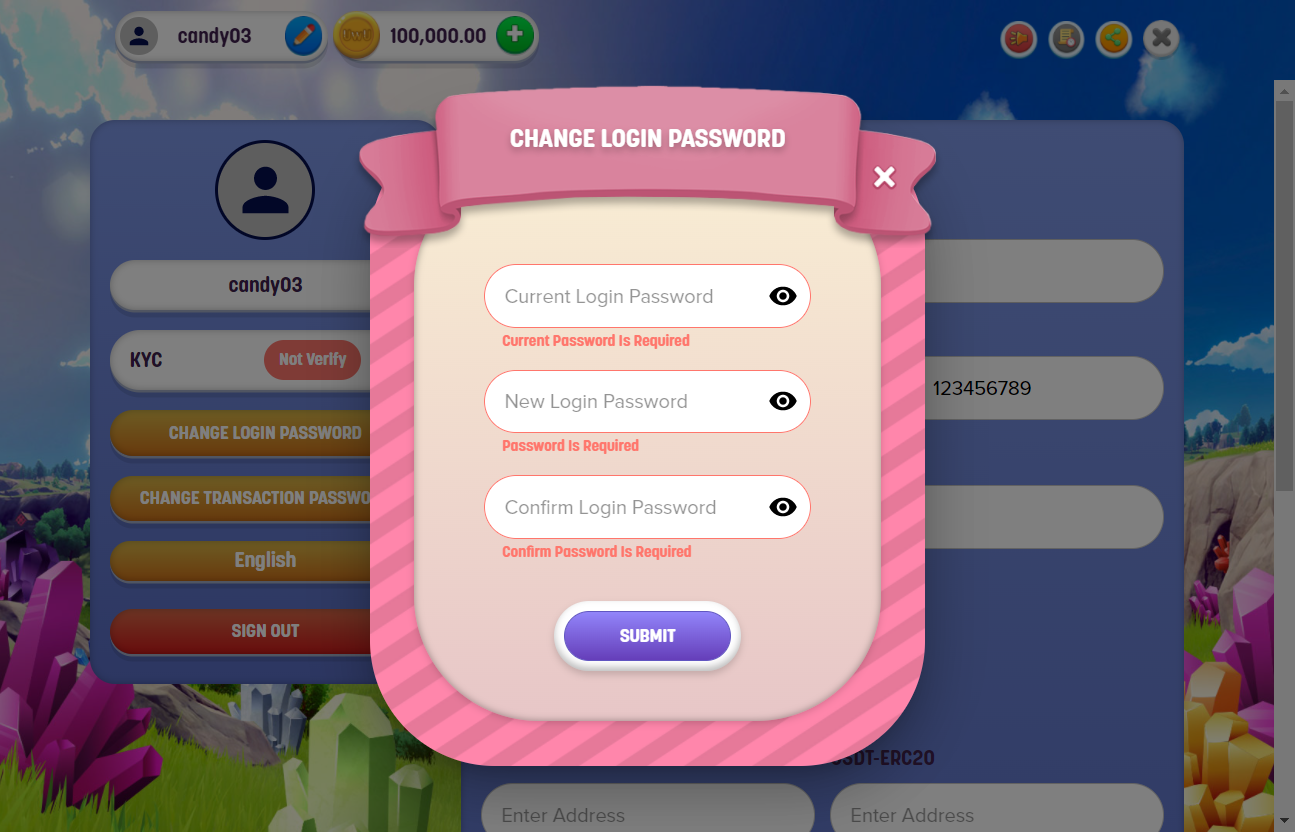 candy03
UWU
100,000.00
CHANGE LOGIN PASSWORD
candy03
Current Login Password
Current Password Is Required
KYC
Not Verify
New Login Password
123456789
Password Is Required
CHANGE LOGIN PASSWORD
CHANGE TRANSACTION PASSWO
Confirm Login Password
Confirm Password Is Required
English
SIGN OUT
SUBMIT
USDT-ERC20
Enter Address
Enter Address